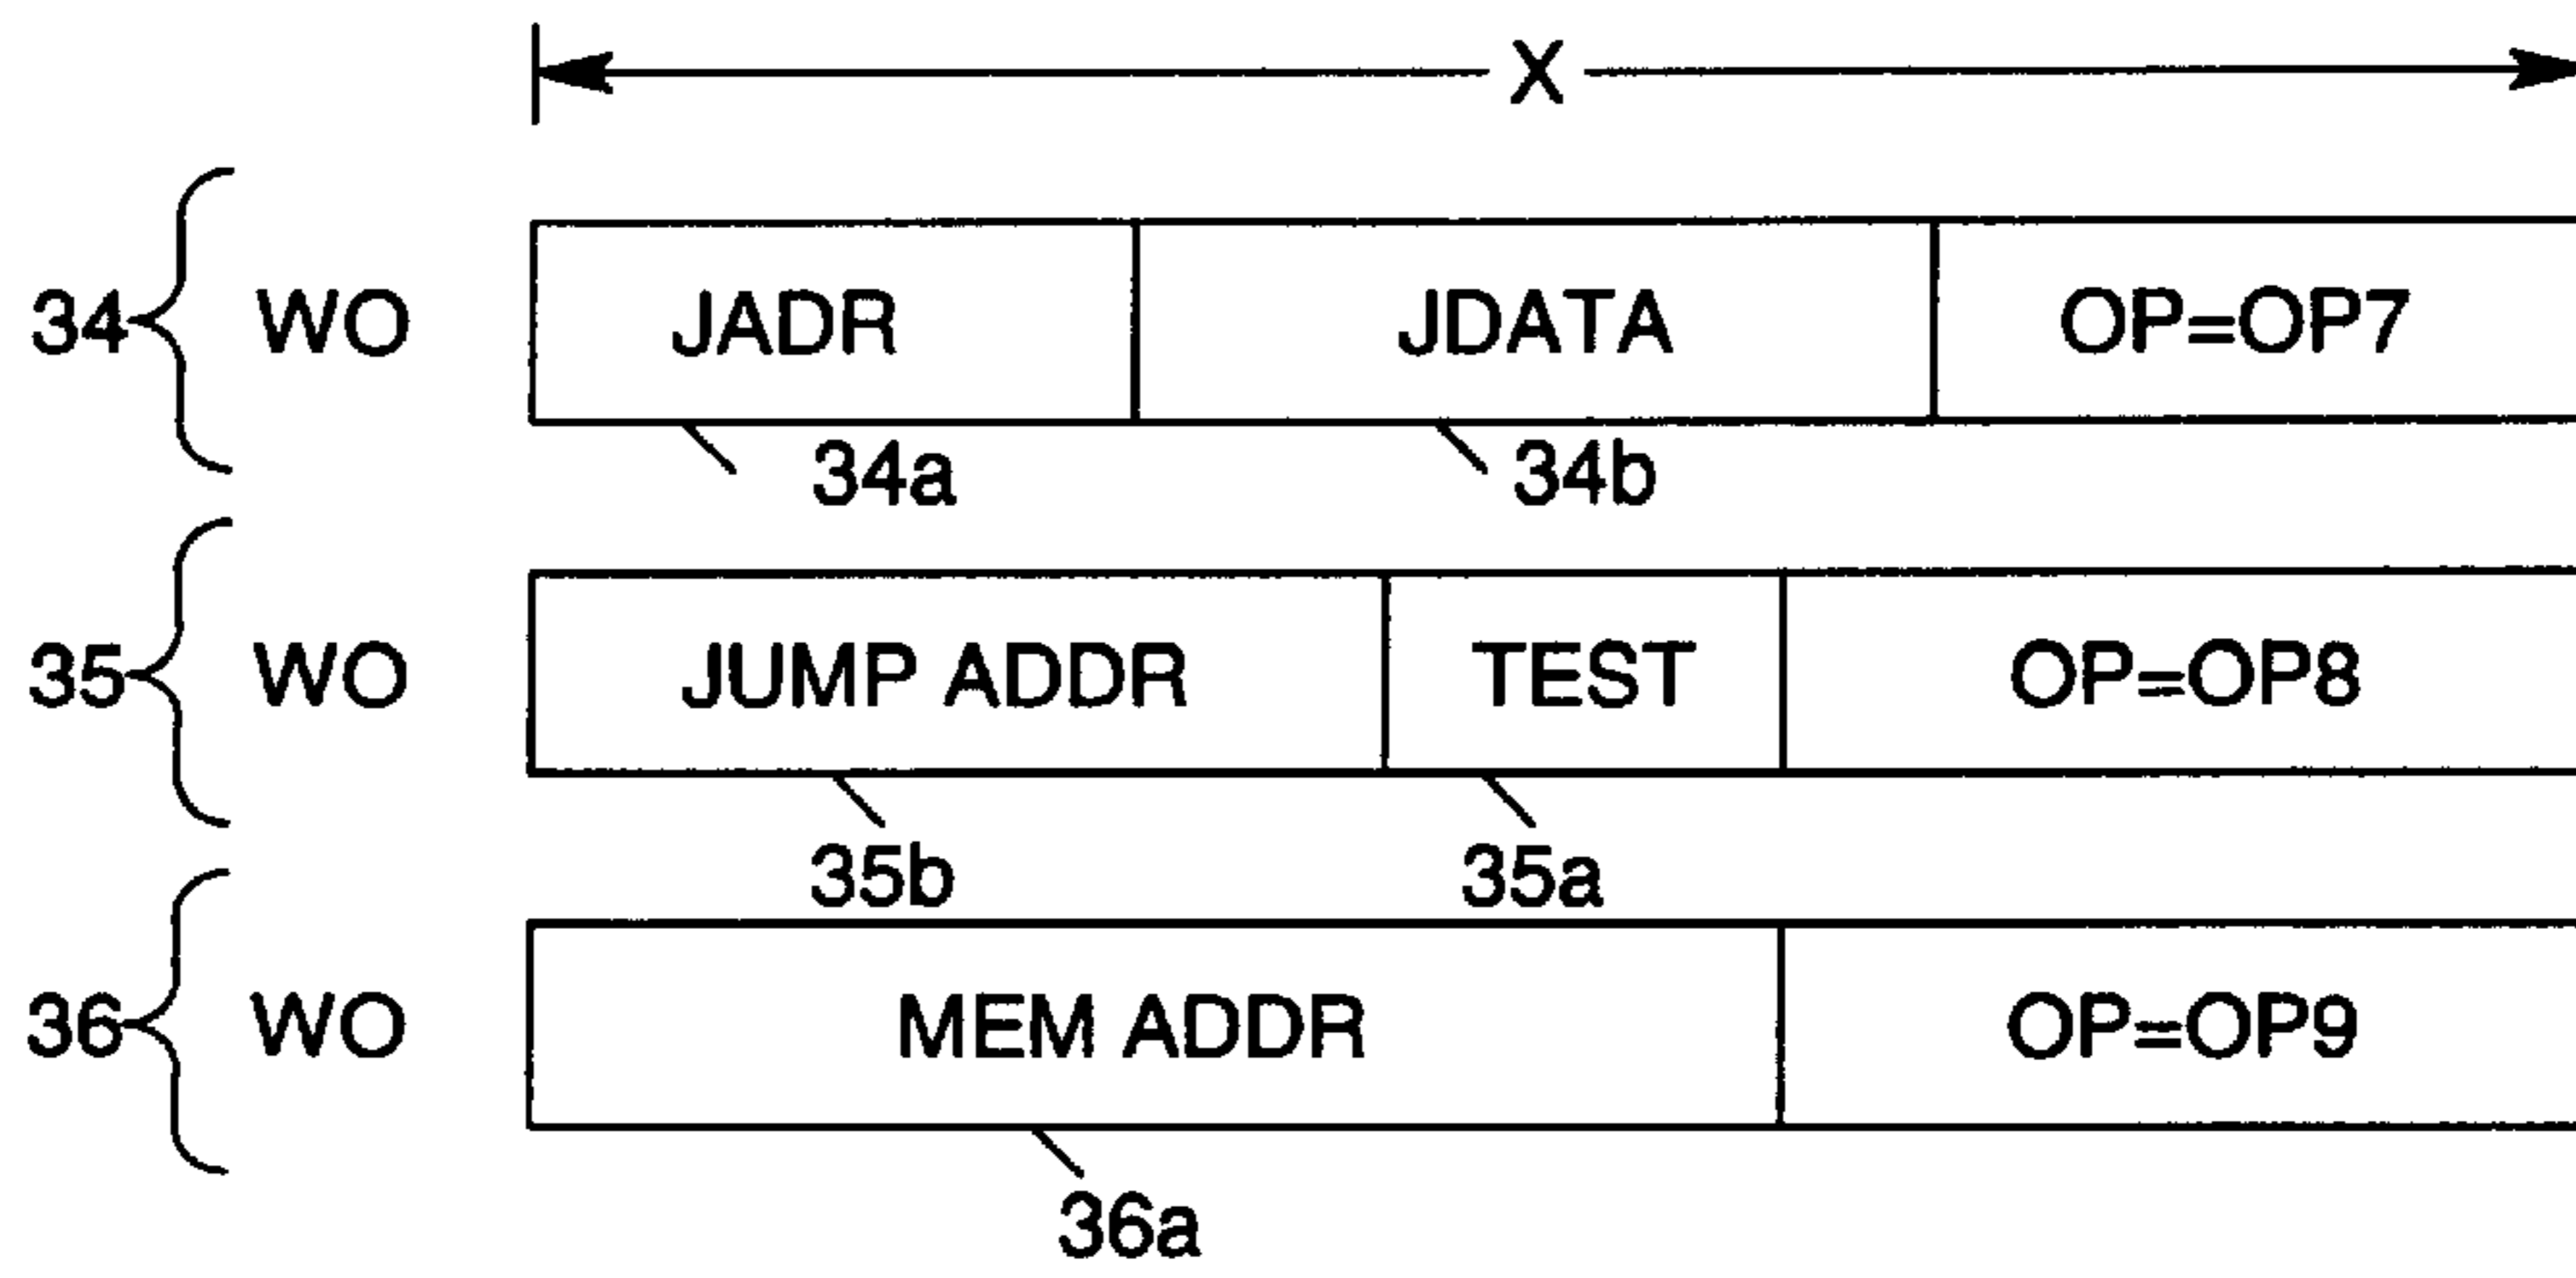 X
34 WO JADR JDATA OP=OP7
34a 34b
35 WO JUMP ADDR TEST OP=OP8
35b 35a
36 WO MEM ADDR OP=OP9
36a